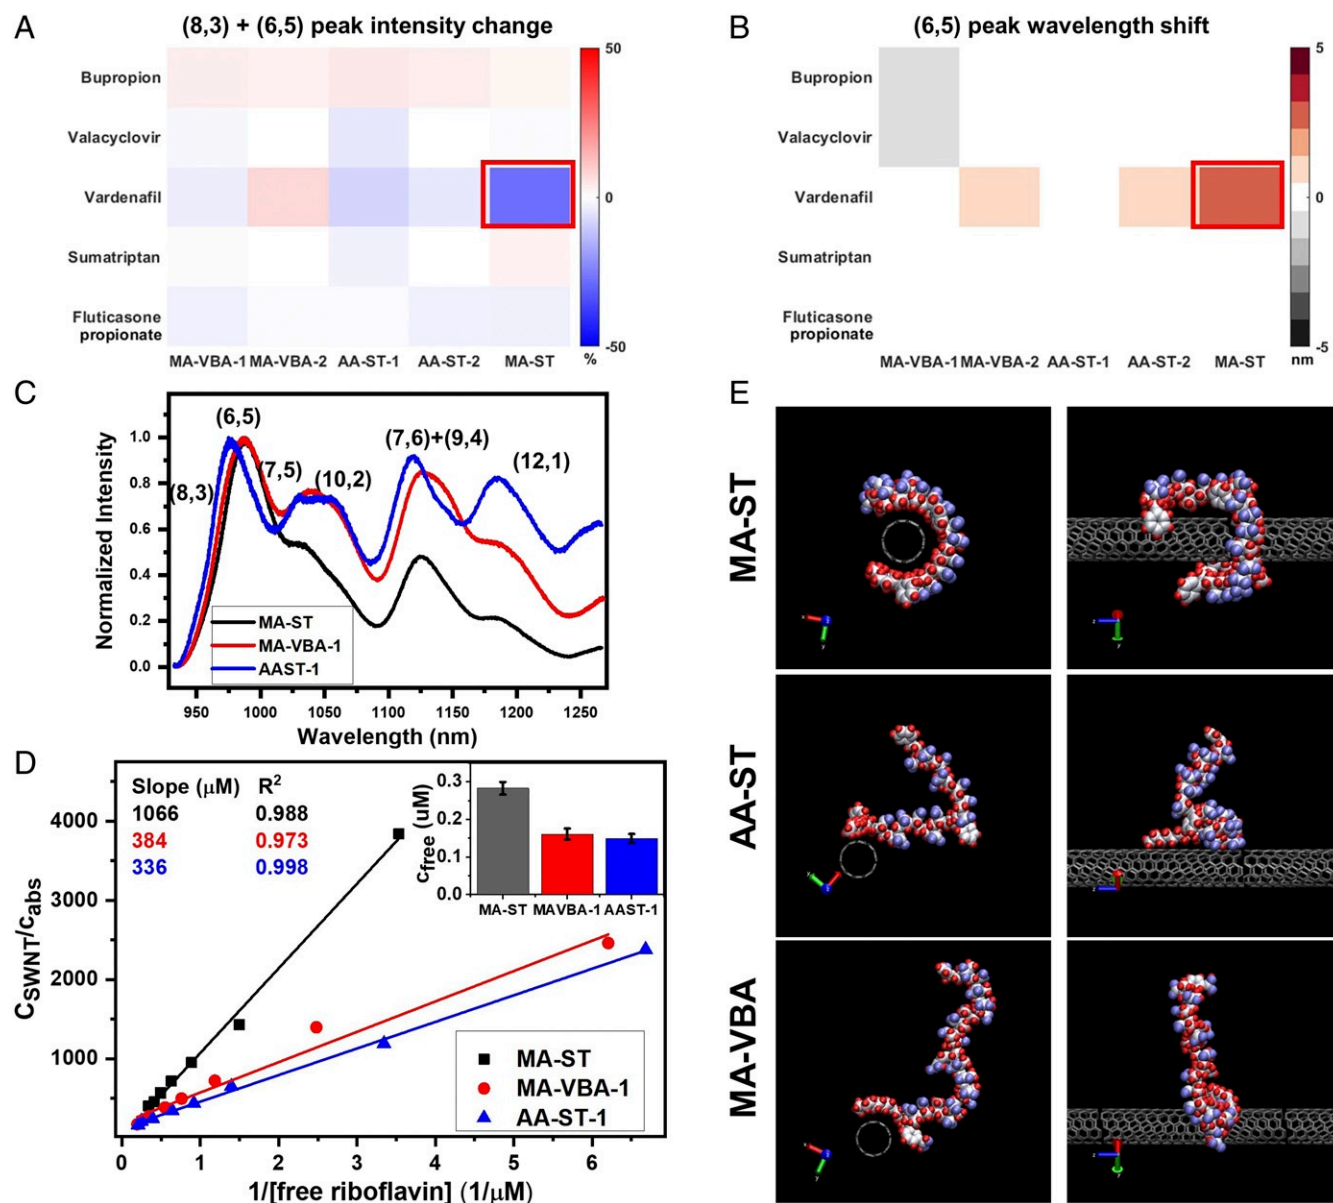 A
(8,3) + (6,5) peak intensity change
Bupropion
Valacyclovir
Vardenafil
Sumatriptan
Fluticasone
propionate
MA-VBA-1 MA-VBA-2 AA-ST-1 AA-ST-2 MA-ST
50
0
-50
%
B
(6,5) peak wavelength shift
Bupropion
Valacyclovir
Vardenafil
Sumatriptan
Fluticasone
propionate
MA-VBA-1 MA-VBA-2 AA-ST-1 AA-ST-2 MA-ST
5
0
-5
nm
C
Normalized Intensity
1.0
0.8
0.6
0.4
0.2
0.0
(8,3)
(6,5)
(7,5)
(10,2)
(7,6)+(9,4)
(12,1)
MA-ST
MA-VBA-1
AAST-1
950 1000 1050 1100 1150 1200 1250
Wavelength (nm)
D
CSWNT/cabs
4000
3000
2000
1000
Slope (μM) R2
1066 0.988
384 0.973
336 0.998
cfree (uM)
0.3
0.2
0.1
0.0
MA-ST MAVBA-1 AAST-1
MA-ST
MA-VBA-1
AA-ST-1
0 1 2 3 4 5 6
1/[free riboflavin] (1/μM)
E
MA-ST
AA-ST
MA-VBA